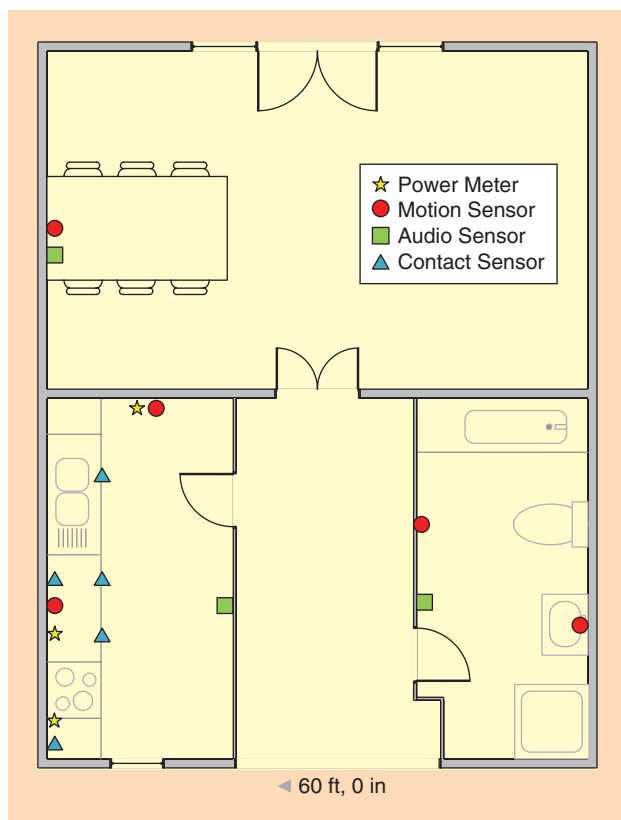 Power Meter
Motion Sensor
Audio Sensor
Contact Sensor
60 ft, 0 in